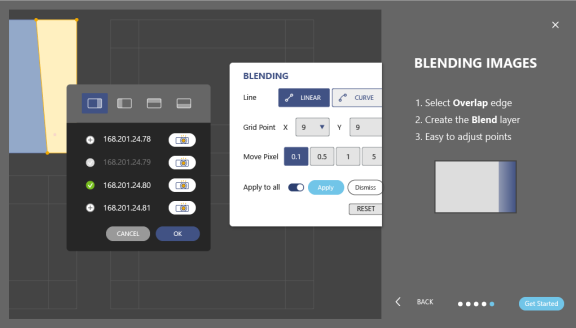 BLENDING IMAGES
1. Select Overlap edge
2. Create the Blend layer
3. Easy to adjust points
BLENDING
Line
LINEAR
CURVE
Grid Point X 9 Y 9
Move Pixel 0.1 0.5 1 5
Apply to all Apply Dismiss
RESET
168.201.24.78
168.201.24.79
168.201.24.80
168.201.24.81
CANCEL OK
BACK
Get Started